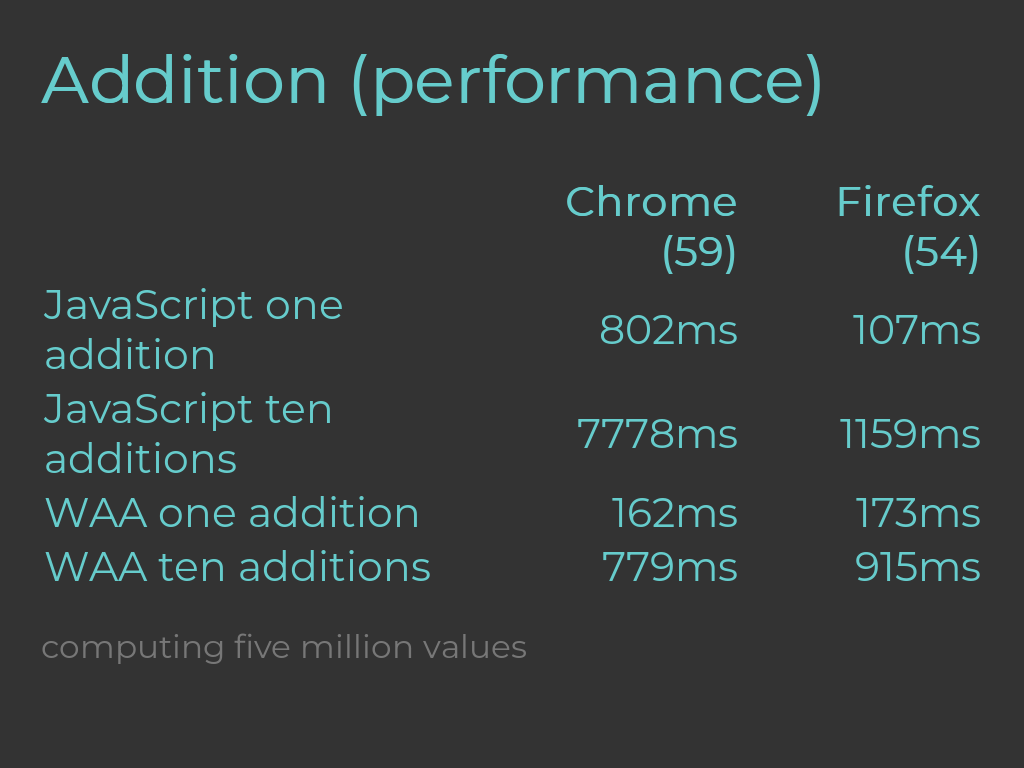 Addition (performance)
Chrome Firefox
(59) (54)
JavaScript one
addition 802ms 107ms
JavaScript ten
additions 7778ms 1159ms
WAA one addition 162ms 173ms
WAA ten additions 779ms 915ms
computing five million values